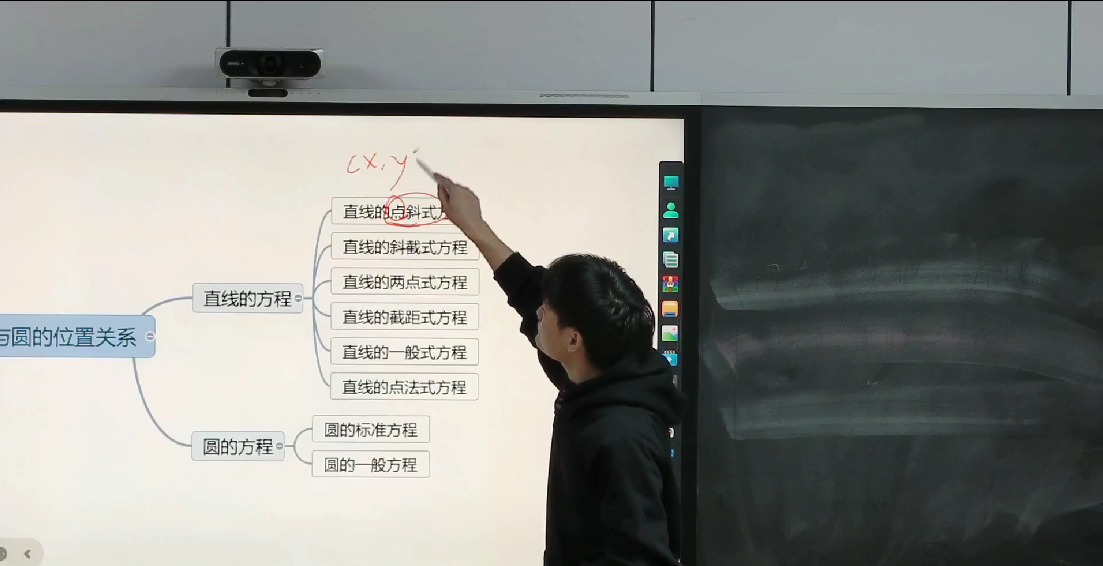 (x, y
直线的点斜式方
直线的斜截式方程
直线的两点式方程
直线的方程
直线的截距式方程
与圆的位置关系
直线的一般式方程
直线的点法式方程
圆的标准方程
圆的方程
圆的一般方程